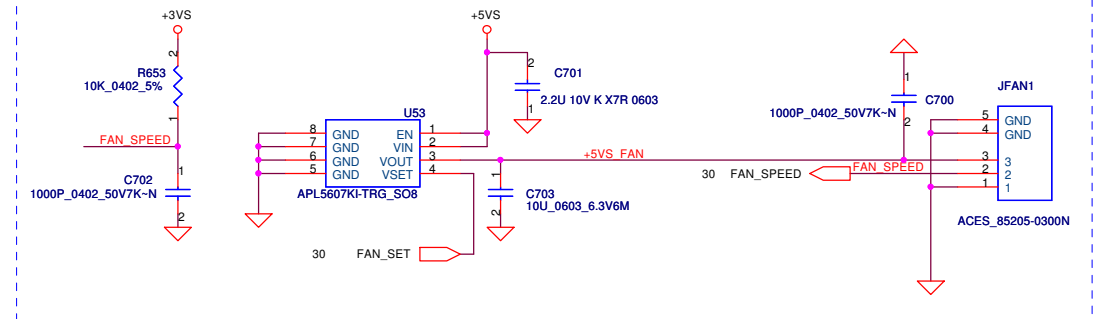 +3VS
2
R653
10K_0402_5%
1
FAN_SPEED
C702
1
1000P_0402_50V7K~N
2
+5VS
2
C701
2.2U 10V K X7R 0603
1
U53
8 GND EN 1
7 GND VIN 2
6 GND VOUT 3
5 GND VSET 4
APL5607KI-TRG_SO8
+5VS_FAN
1
C703
10U_0603_6.3V6M
2
30 FAN_SET
1
C700
1000P_0402_50V7K~N
2
30 FAN_SPEED
FAN_SPEED
JFAN1
5 GND
4 GND
3 3
2 2
1 1
ACES_85205-0300N